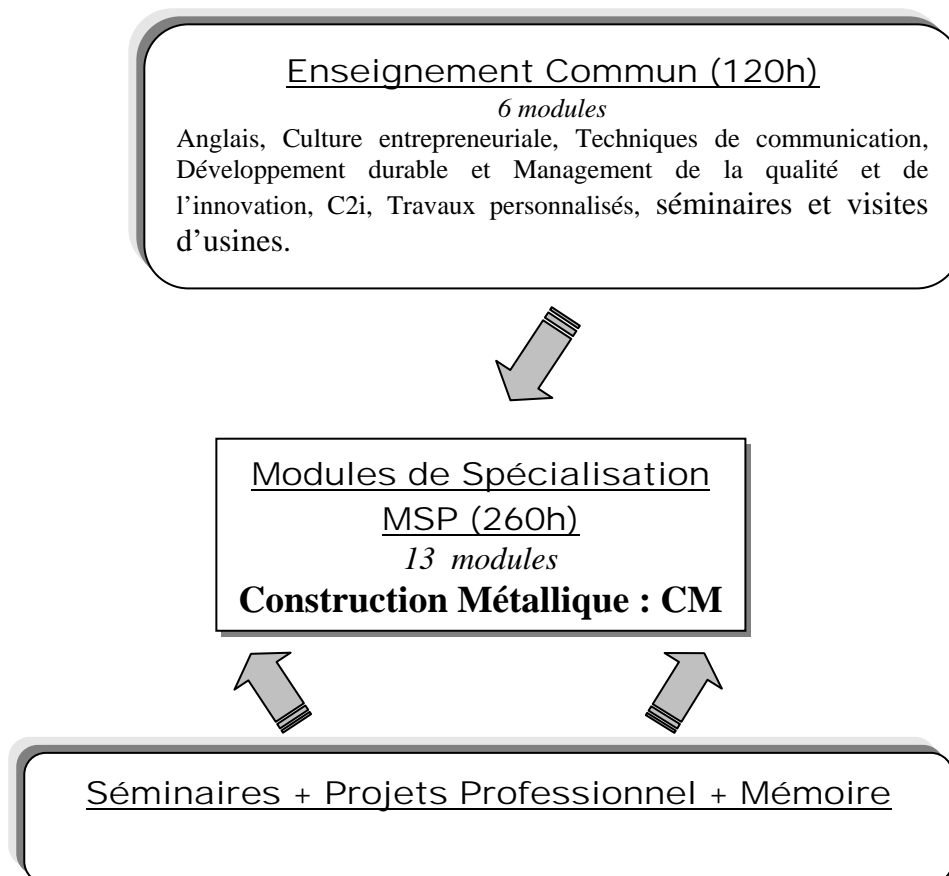 Enseignement Commun (120h)
6 modules
Anglais, Culture entrepreneuriale, Techniques de communication,
Développement durable et Management de la qualité et de
l’innovation, C2i, Travaux personnalisés, séminaires et visites
d’usines.
Modules de Spécialisation
MSP (260h)
13 modules
Construction Métallique : CM
Séminaires + Projets Professionnel + Mémoire